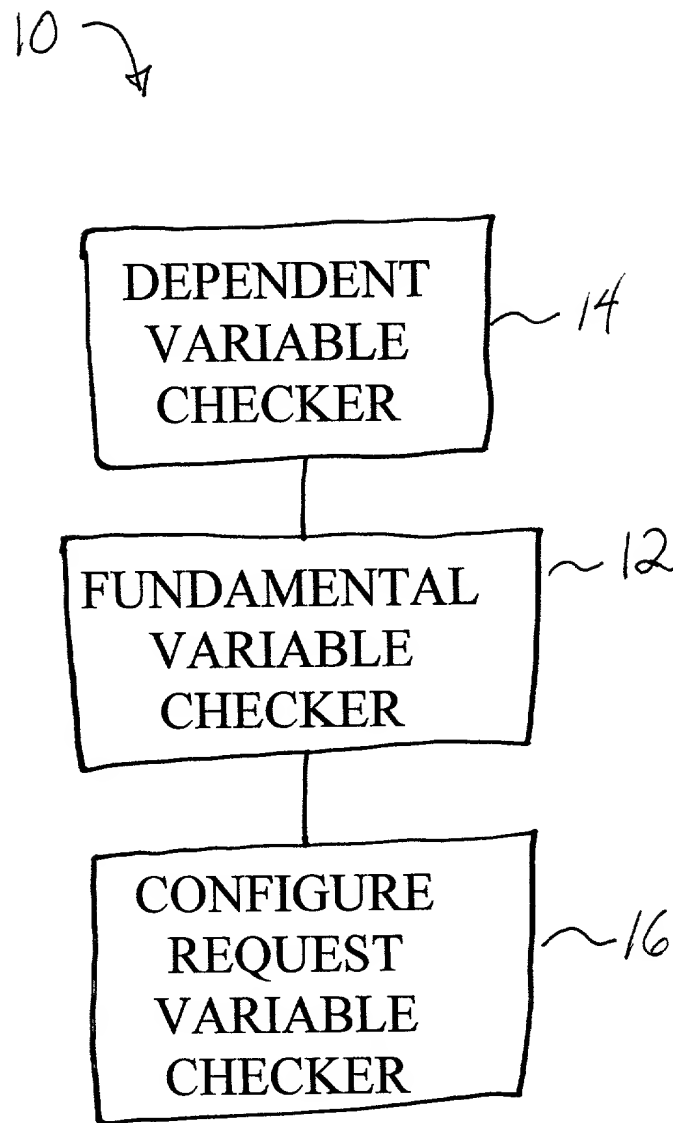 10
DEPENDENT
VARIABLE
CHECKER
14
FUNDAMENTAL
VARIABLE
CHECKER
12
CONFIGURE
REQUEST
VARIABLE
CHECKER
16